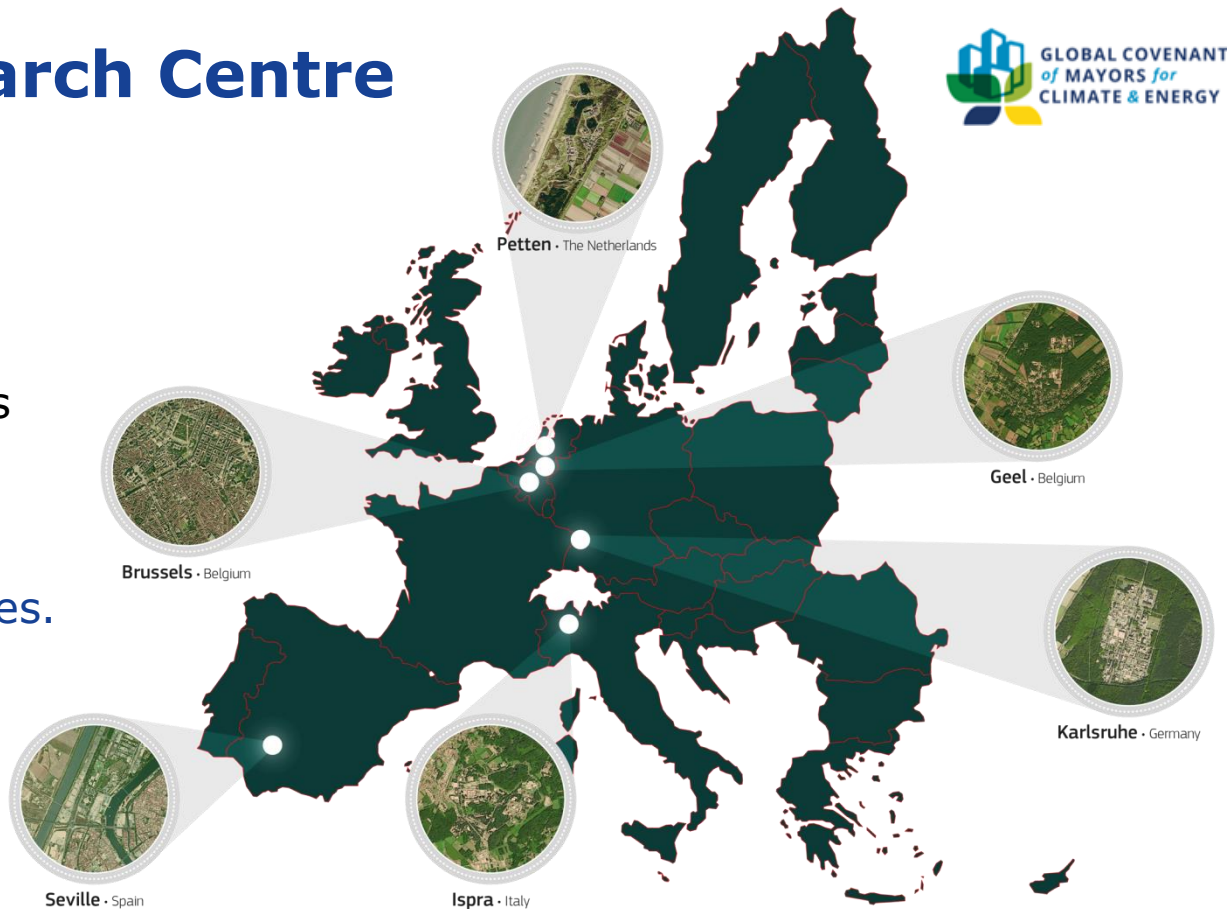 arch Centre
GLOBAL COVENANT
of MAYORS for
CLIMATE & ENERGY
Petten · The Netherlands
s
Geel · Belgium
Brussels · Belgium
es.
Karlsruhe · Germany
Seville · Spain
Ispra · Italy